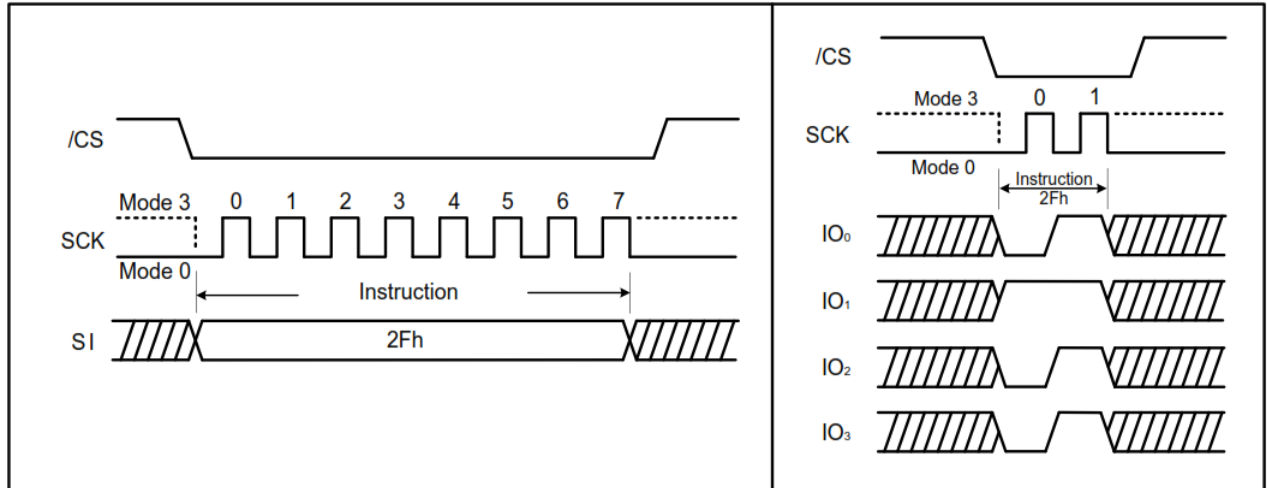 /CS
Mode 3 0 1 2 3 4 5 6 7
SCK
Mode 0
Instruction
SI 2Fh
/CS
Mode 3 0 1
SCK
Mode 0
Instruction
2Fh
IO₀
IO₁
IO₂
IO₃